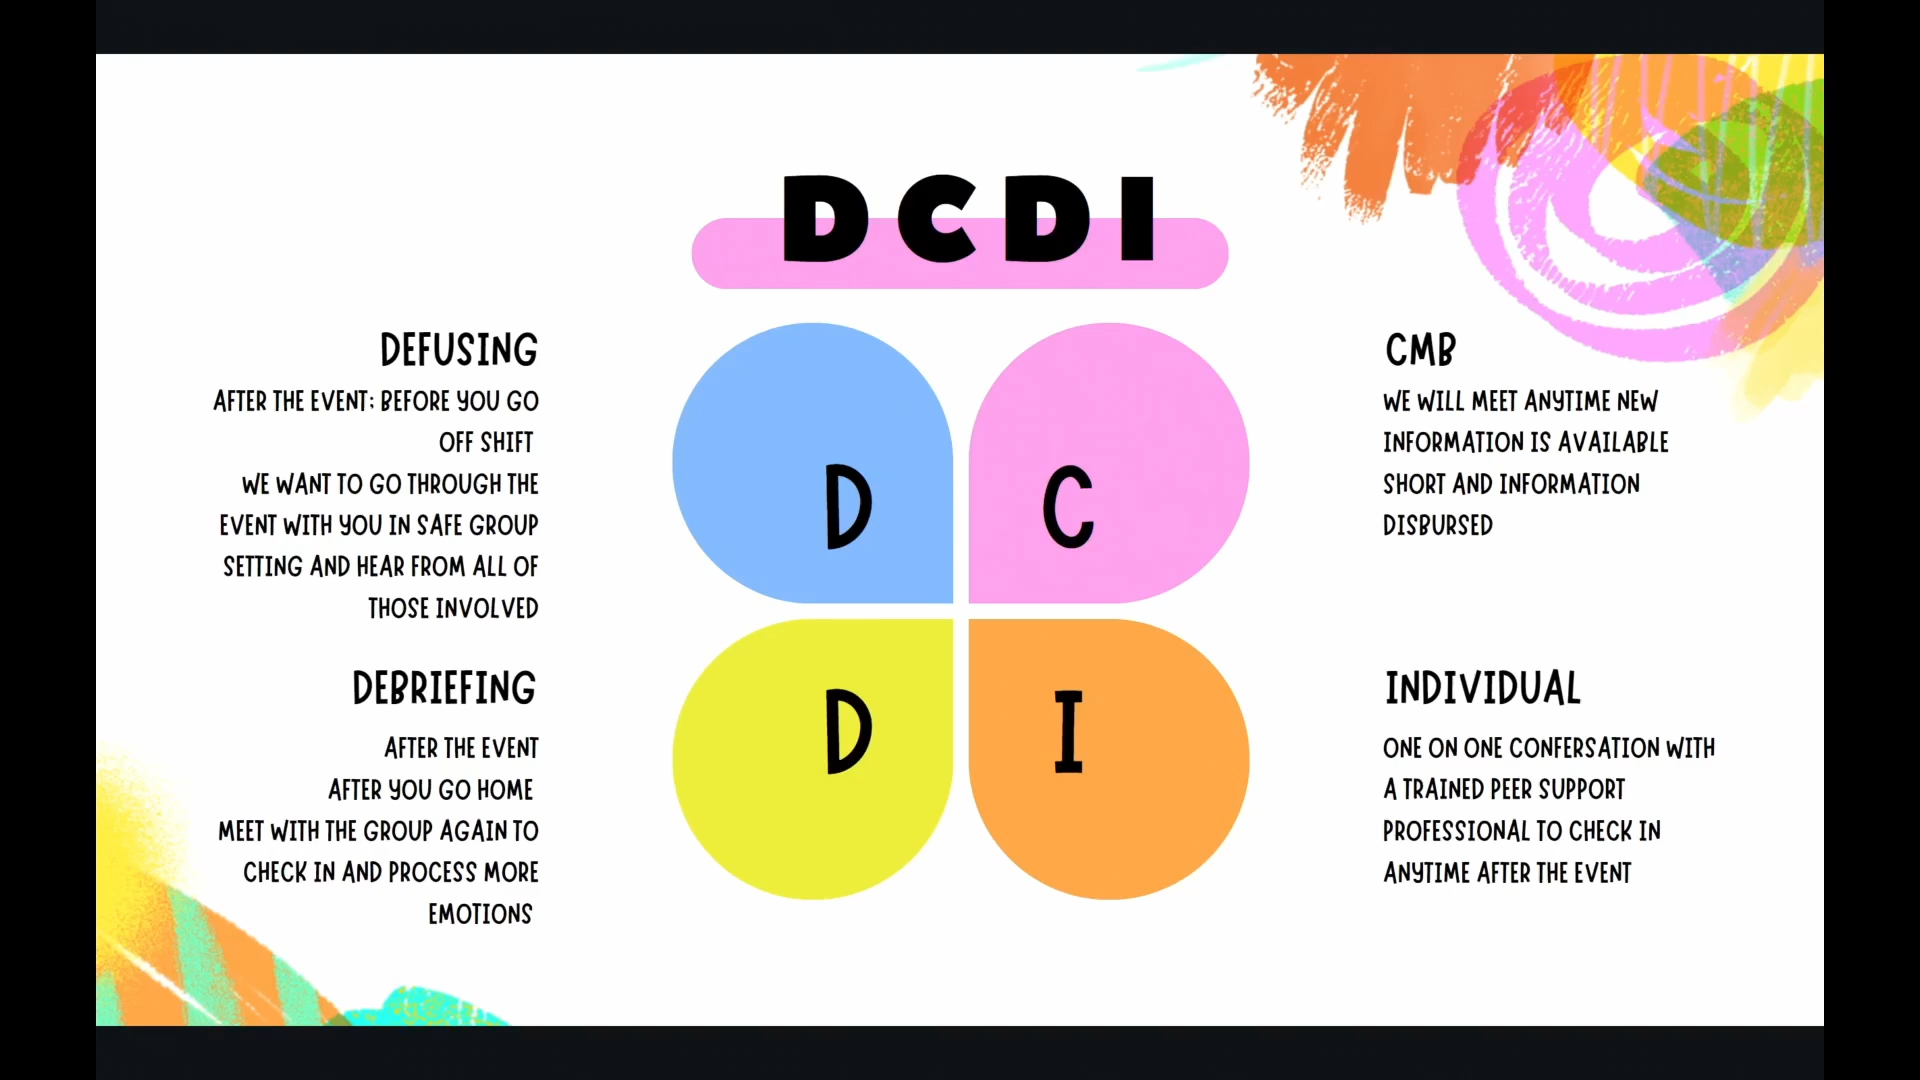 DCDI
DEFUSING
AFTER THE EVENT; BEFORE YOU GO
OFF SHIFT
WE WANT TO GO THROUGH THE
EVENT WITH YOU IN SAFE GROUP
SETTING AND HEAR FROM ALL OF
THOSE INVOLVED
D
C
CMB
WE WILL MEET ANYTIME NEW
INFORMATION IS AVAILABLE
SHORT AND INFORMATION
DISBURSED
DEBRIEFING
AFTER THE EVENT
AFTER YOU GO HOME
MEET WITH THE GROUP AGAIN TO
CHECK IN AND PROCESS MORE
EMOTIONS
D
I
INDIVIDUAL
ONE ON ONE CONFERSATION WITH
A TRAINED PEER SUPPORT
PROFESSIONAL TO CHECK IN
ANYTIME AFTER THE EVENT